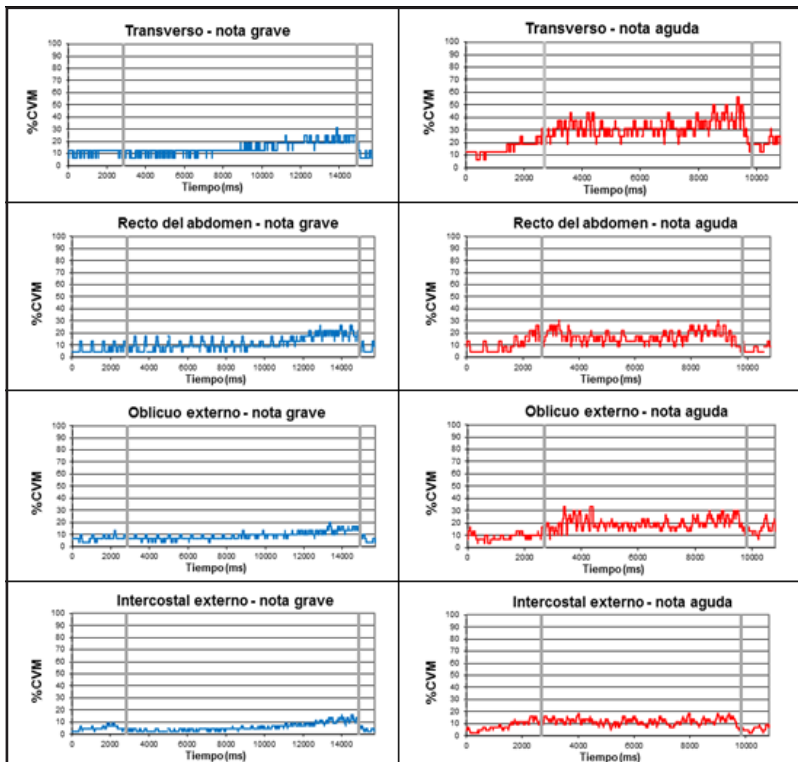 Transverso - nota grave
%CVM
100
90
80
70
60
50
40
30
20
10
0
0 2000 4000 6000 8000 10000 12000 14000
Tiempo (ms)
Transverso - nota aguda
%CVM
100
90
80
70
60
50
40
30
20
10
0
0 2000 4000 6000 8000 10000
Tiempo (ms)
Recto del abdomen - nota grave
%CVM
100
90
80
70
60
50
40
30
20
10
0
0 2000 4000 6000 8000 10000 12000 14000
Tiempo (ms)
Recto del abdomen - nota aguda
%CVM
100
90
80
70
60
50
40
30
20
10
0
0 2000 4000 6000 8000 10000
Tiempo (ms)
Oblicuo externo - nota grave
%CVM
100
90
80
70
60
50
40
30
20
10
0
0 2000 4000 6000 8000 10000 12000 14000
Tiempo (ms)
Oblicuo externo - nota aguda
%CVM
100
90
80
70
60
50
40
30
20
10
0
0 2000 4000 6000 8000 10000
Tiempo (ms)
Intercostal externo - nota grave
%CVM
100
90
80
70
60
50
40
30
20
10
0
0 2000 4000 6000 8000 10000 12000 14000
Tiempo (ms)
Intercostal externo - nota aguda
%CVM
100
90
80
70
60
50
40
30
20
10
0
0 2000 4000 6000 8000 10000
Tiempo (ms)